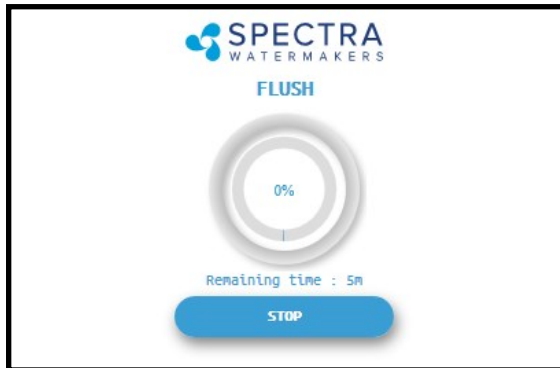 SPECTRA
WATERMAKERS
FLUSH
0%
Remaining time : 5m
STOP